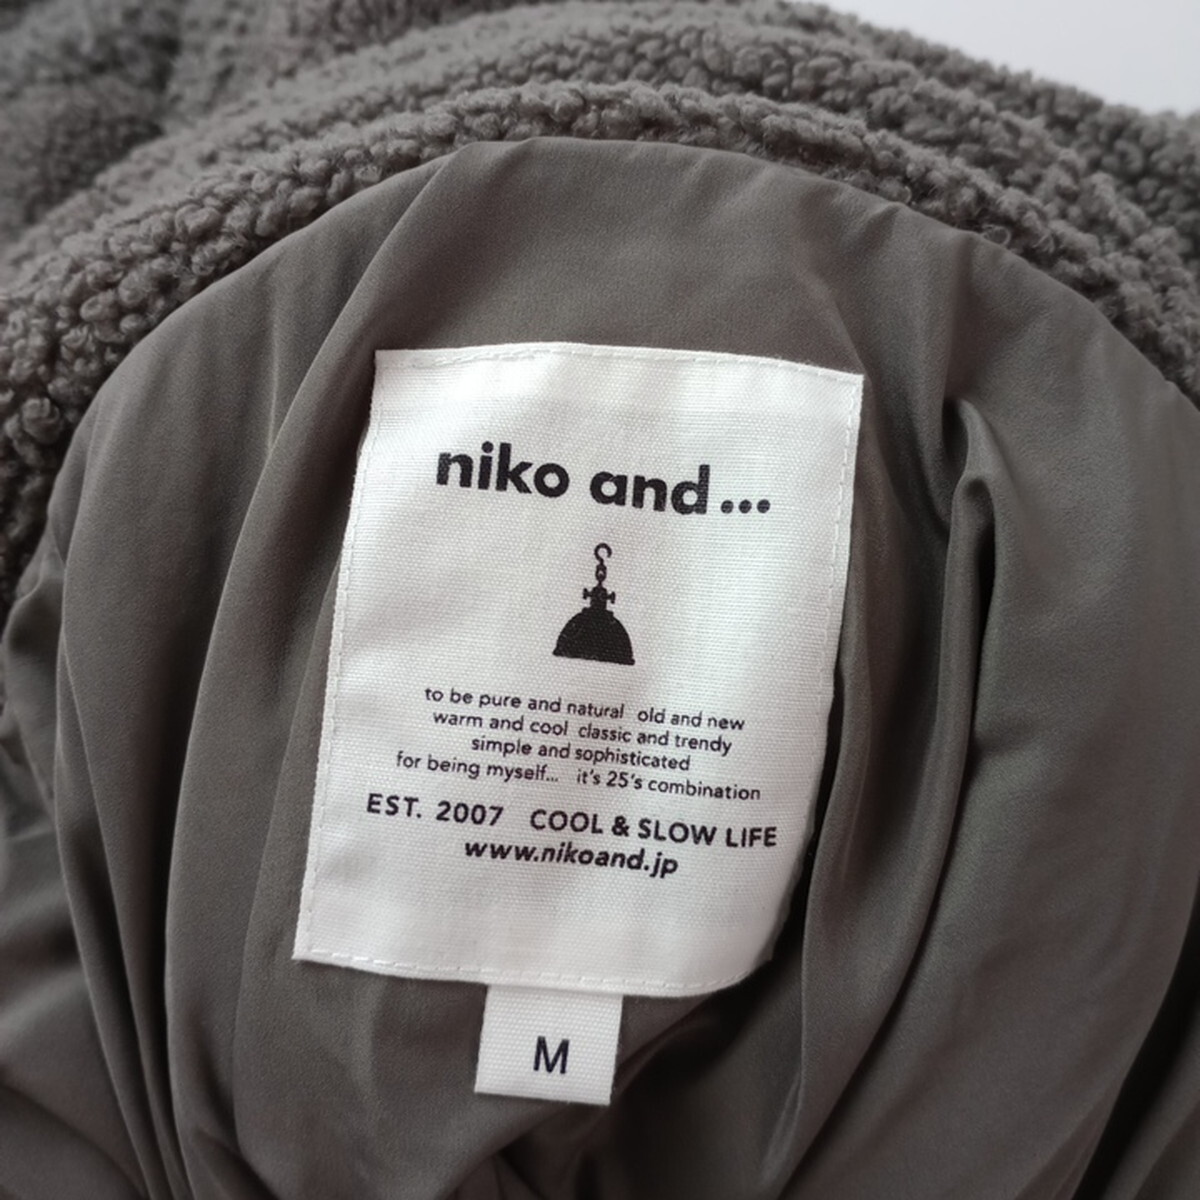 niko and...
to be pure and natural old and new
warm and cool classic and trendy
simple and sophisticated
for being myself... it's 25's combination
EST. 2007 COOL & SLOW LIFE
www.nikoand.jp
M